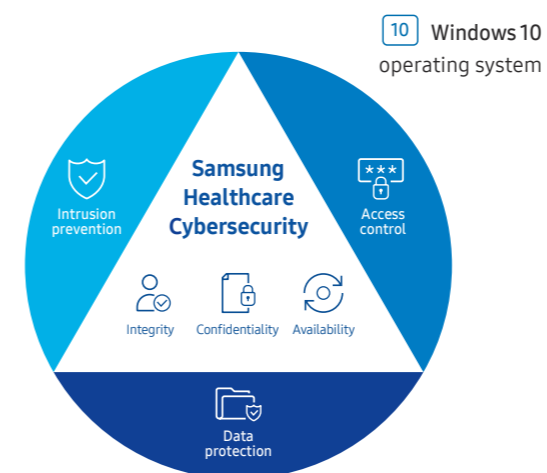 10 Windows 10
operating system
Samsung
Healthcare
Cybersecurity
Intrusion
prevention
***
Access
control
Integrity Confidentiality Availability
Data
protection